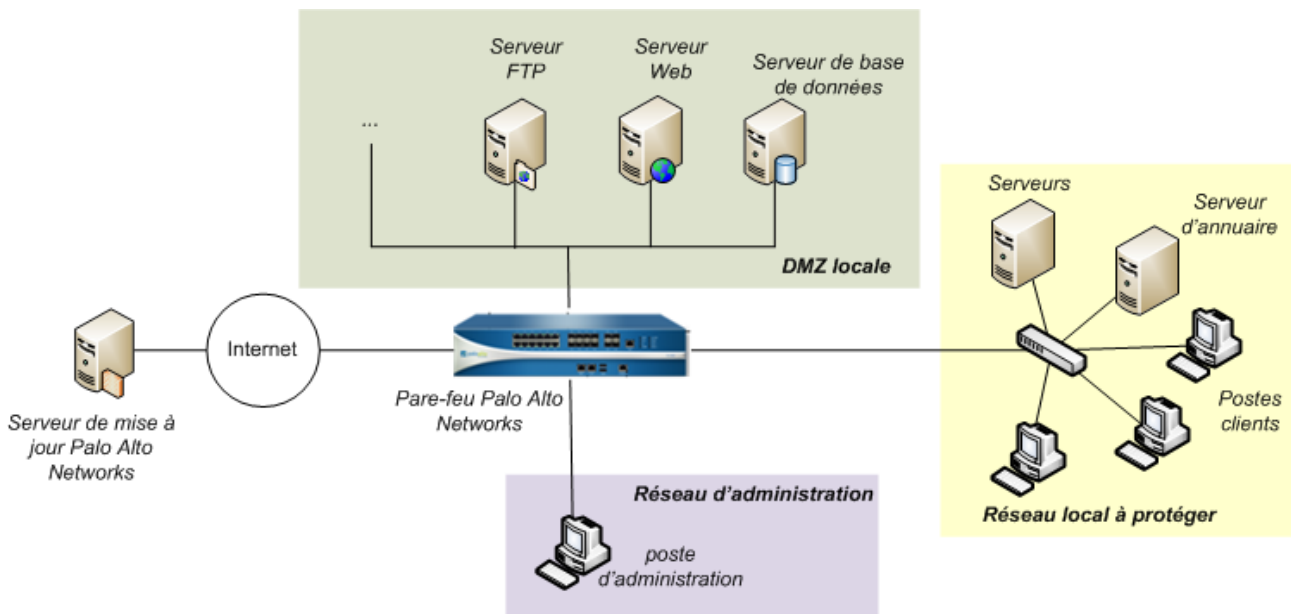 Serveur
FTP
Serveur
Web
Serveur de base
de données
...
DMZ locale
Serveurs
Serveur
d'annuaire
Postes
clients
Réseau local à protéger
Internet
Serveur de mise à
jour Palo Alto
Networks
Pare-feu Palo Alto
Networks
Réseau d'administration
poste
d'administration